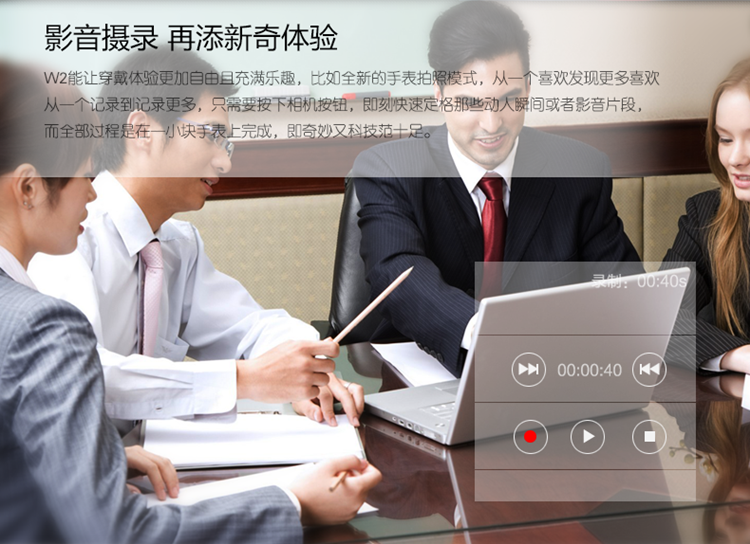 影音摄录 再添新奇体验
W2能让穿戴体验更加自由且充满乐趣，比如全新的手表拍照模式，从一个喜欢发现更多喜欢
从一个记录到记录更多，只需要按下相机按钮，即刻快速定格那些动人瞬间或者影音片段，
而全部过程是在一小块手表上完成，即奇妙又科技范十足。
录制：00:40s
00:00:40